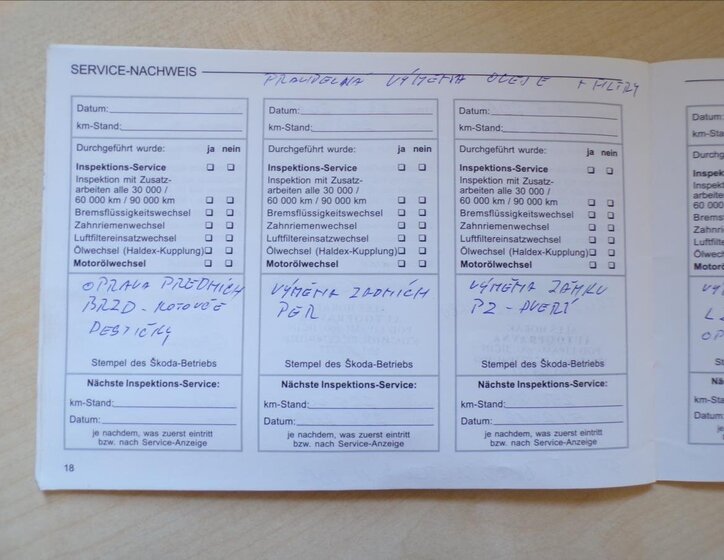 SERVICE-NACHWEIS
PRAVIDELNÁ VÝMĚNA OLEJE + FILTRY
Datum:
km-Stand:
Durchgeführt wurde: ja nein
Inspektions-Service
Inspektion mit Zusatz-
arbeiten alle 30 000 /
60 000 km / 90 000 km
Bremsflüssigkeitswechsel
Zahnriemenwechsel
Luftfiltereinsatzwechsel
Ölwechsel (Haldex-Kupplung)
Motorölwechsel
OPRAVA PŘEDNÍCH
BRZD - KOTOUČE
DESTIČKY
Stempel des Škoda-Betriebs
Nächste Inspektions-Service:
km-Stand:
Datum:
je nachdem, was zuerst eintritt
bzw. nach Service-Anzeige
18
Datum:
km-Stand:
Durchgeführt wurde: ja nein
Inspektions-Service
Inspektion mit Zusatz-
arbeiten alle 30 000 /
60 000 km / 90 000 km
Bremsflüssigkeitswechsel
Zahnriemenwechsel
Luftfiltereinsatzwechsel
Ölwechsel (Haldex-Kupplung)
Motorölwechsel
VÝMĚNA ZADNÍCH
PER
Stempel des Škoda-Betriebs
Nächste Inspektions-Service:
km-Stand:
Datum:
je nachdem, was zuerst eintritt
bzw. nach Service-Anzeige
Datum:
km-Stand:
Durchgeführt wurde: ja nein
Inspektions-Service
Inspektion mit Zusatz-
arbeiten alle 30 000 /
60 000 km / 90 000 km
Bremsflüssigkeitswechsel
Zahnriemenwechsel
Luftfiltereinsatzwechsel
Ölwechsel (Haldex-Kupplung)
Motorölwechsel
VÝMĚNA ZÁMKU
PZ - DVEŘÍ
Stempel des Škoda-Betriebs
Nächste Inspektions-Service:
km-Stand:
Datum:
je nachdem, was zuerst eintritt
bzw. nach Service-Anzeige